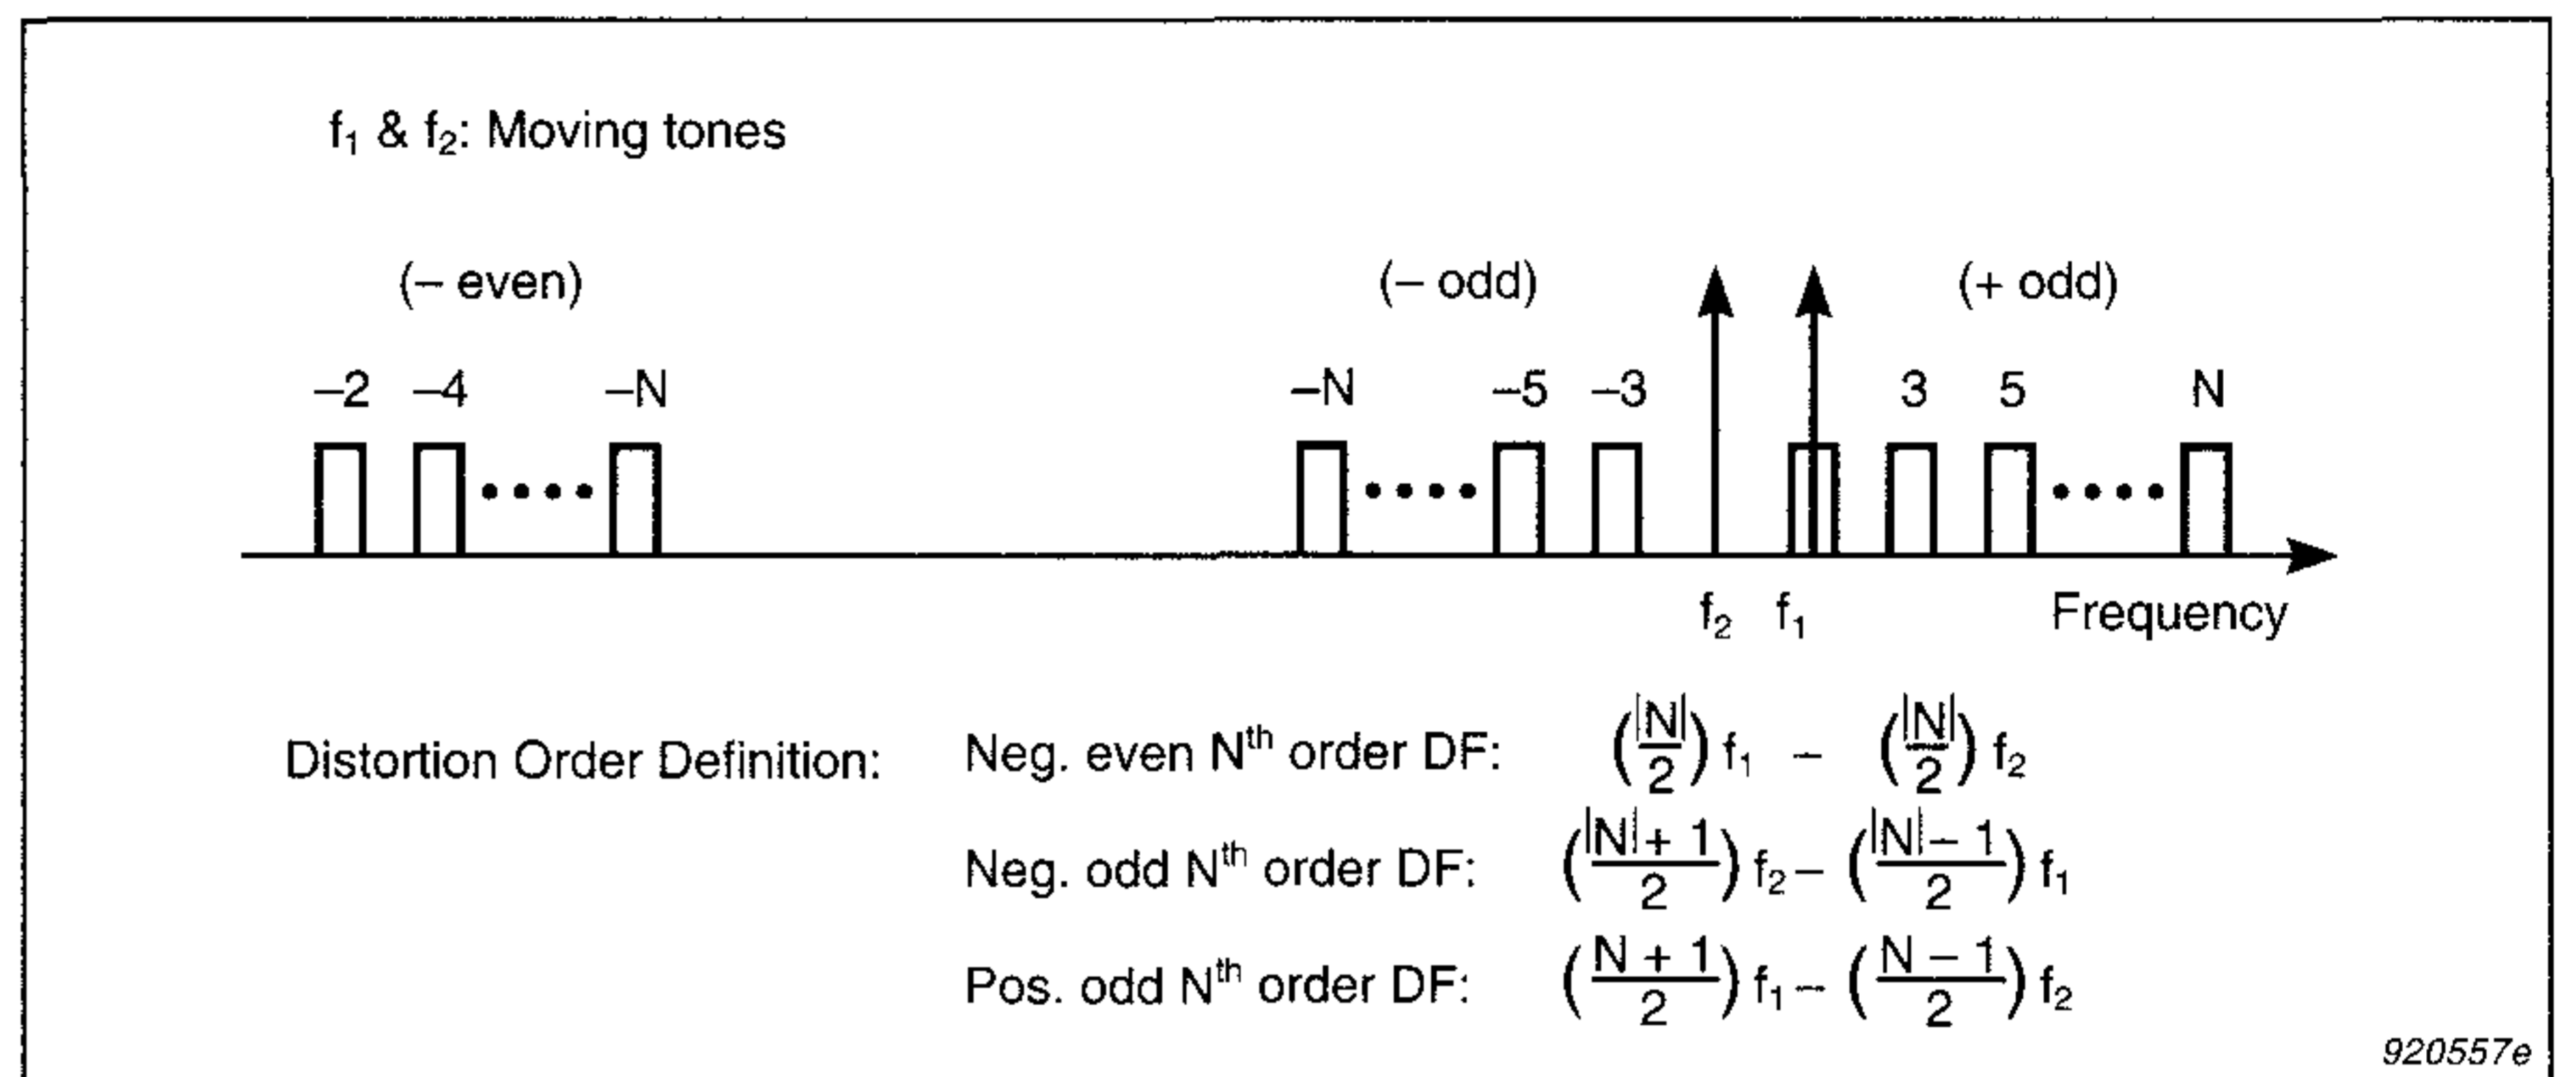 f₁ & f₂: Moving tones
(– even) (– odd) (+ odd)
–2 –4 –N –N –5 –3 3 5 N
f₂ f₁ Frequency
Distortion Order Definition: Neg. even Nᵗʰ order DF: (|N|/2) f₁ – (|N|/2) f₂
Neg. odd Nᵗʰ order DF: ((|N| + 1)/2) f₂ – ((|N| – 1)/2) f₁
Pos. odd Nᵗʰ order DF: ((N + 1)/2) f₁ – ((N – 1)/2) f₂
920557e